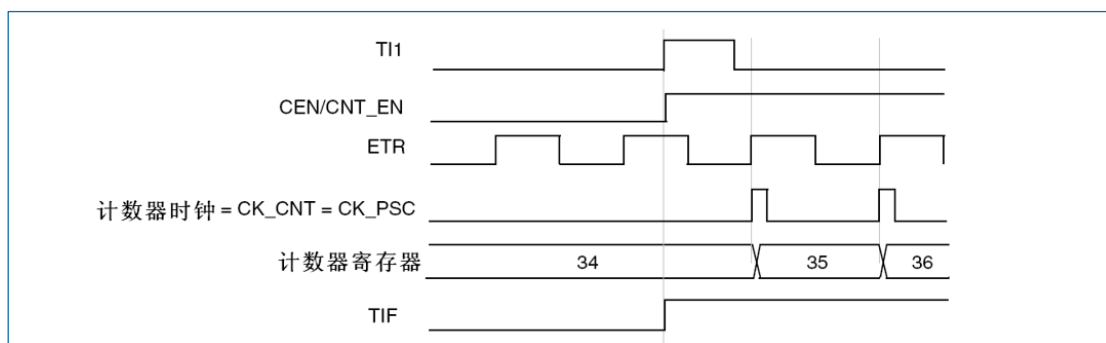 TI1
CEN/CNT_EN
ETR
计数器时钟 = CK_CNT = CK_PSC
计数器寄存器 34 35 36
TIF